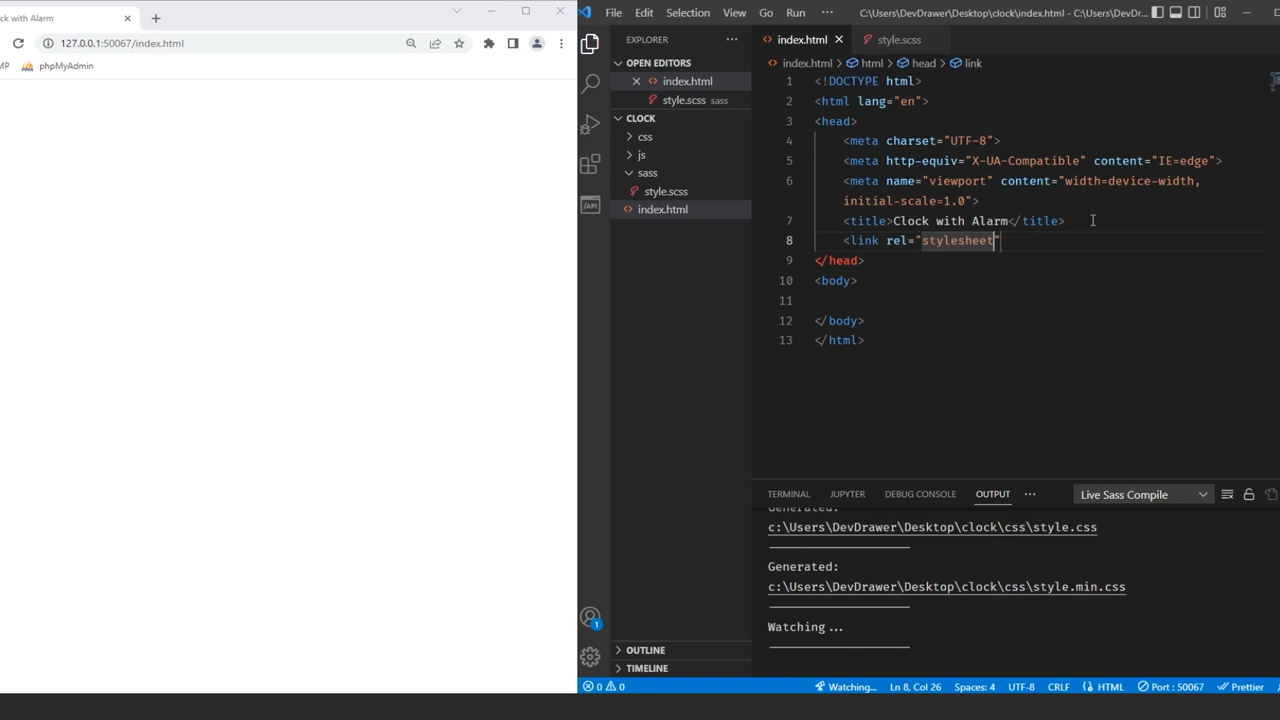 ck with Alarm
127.0.0.1:50067/index.html
MP
phpMyAdmin
File Edit Selection View Go Run ...
C:\Users\DevDrawer\Desktop\clock\index.html - C:\Users\DevDr...
EXPLORER
OPEN EDITORS
index.html
style.scss sass
CLOCK
css
js
sass
style.scss
index.html
OUTLINE
TIMELINE
index.html
style.scss
index.html > html > head > link
1 <!DOCTYPE html>
2 <html lang="en">
3 <head>
4 <meta charset="UTF-8">
5 <meta http-equiv="X-UA-Compatible" content="IE=edge">
6 <meta name="viewport" content="width=device-width,
initial-scale=1.0">
7 <title>Clock with Alarm</title>
8 <link rel="stylesheet"
9 </head>
10 <body>
11
12 </body>
13 </html>
TERMINAL JUPYTER DEBUG CONSOLE OUTPUT ...
Live Sass Compile
Generated:
c:\Users\DevDrawer\Desktop\clock\css\style.css
Generated:
c:\Users\DevDrawer\Desktop\clock\css\style.min.css
Watching...
/API
1
0 0
Watching... Ln 8, Col 26 Spaces: 4 UTF-8 CRLF HTML Port : 50067 Prettier